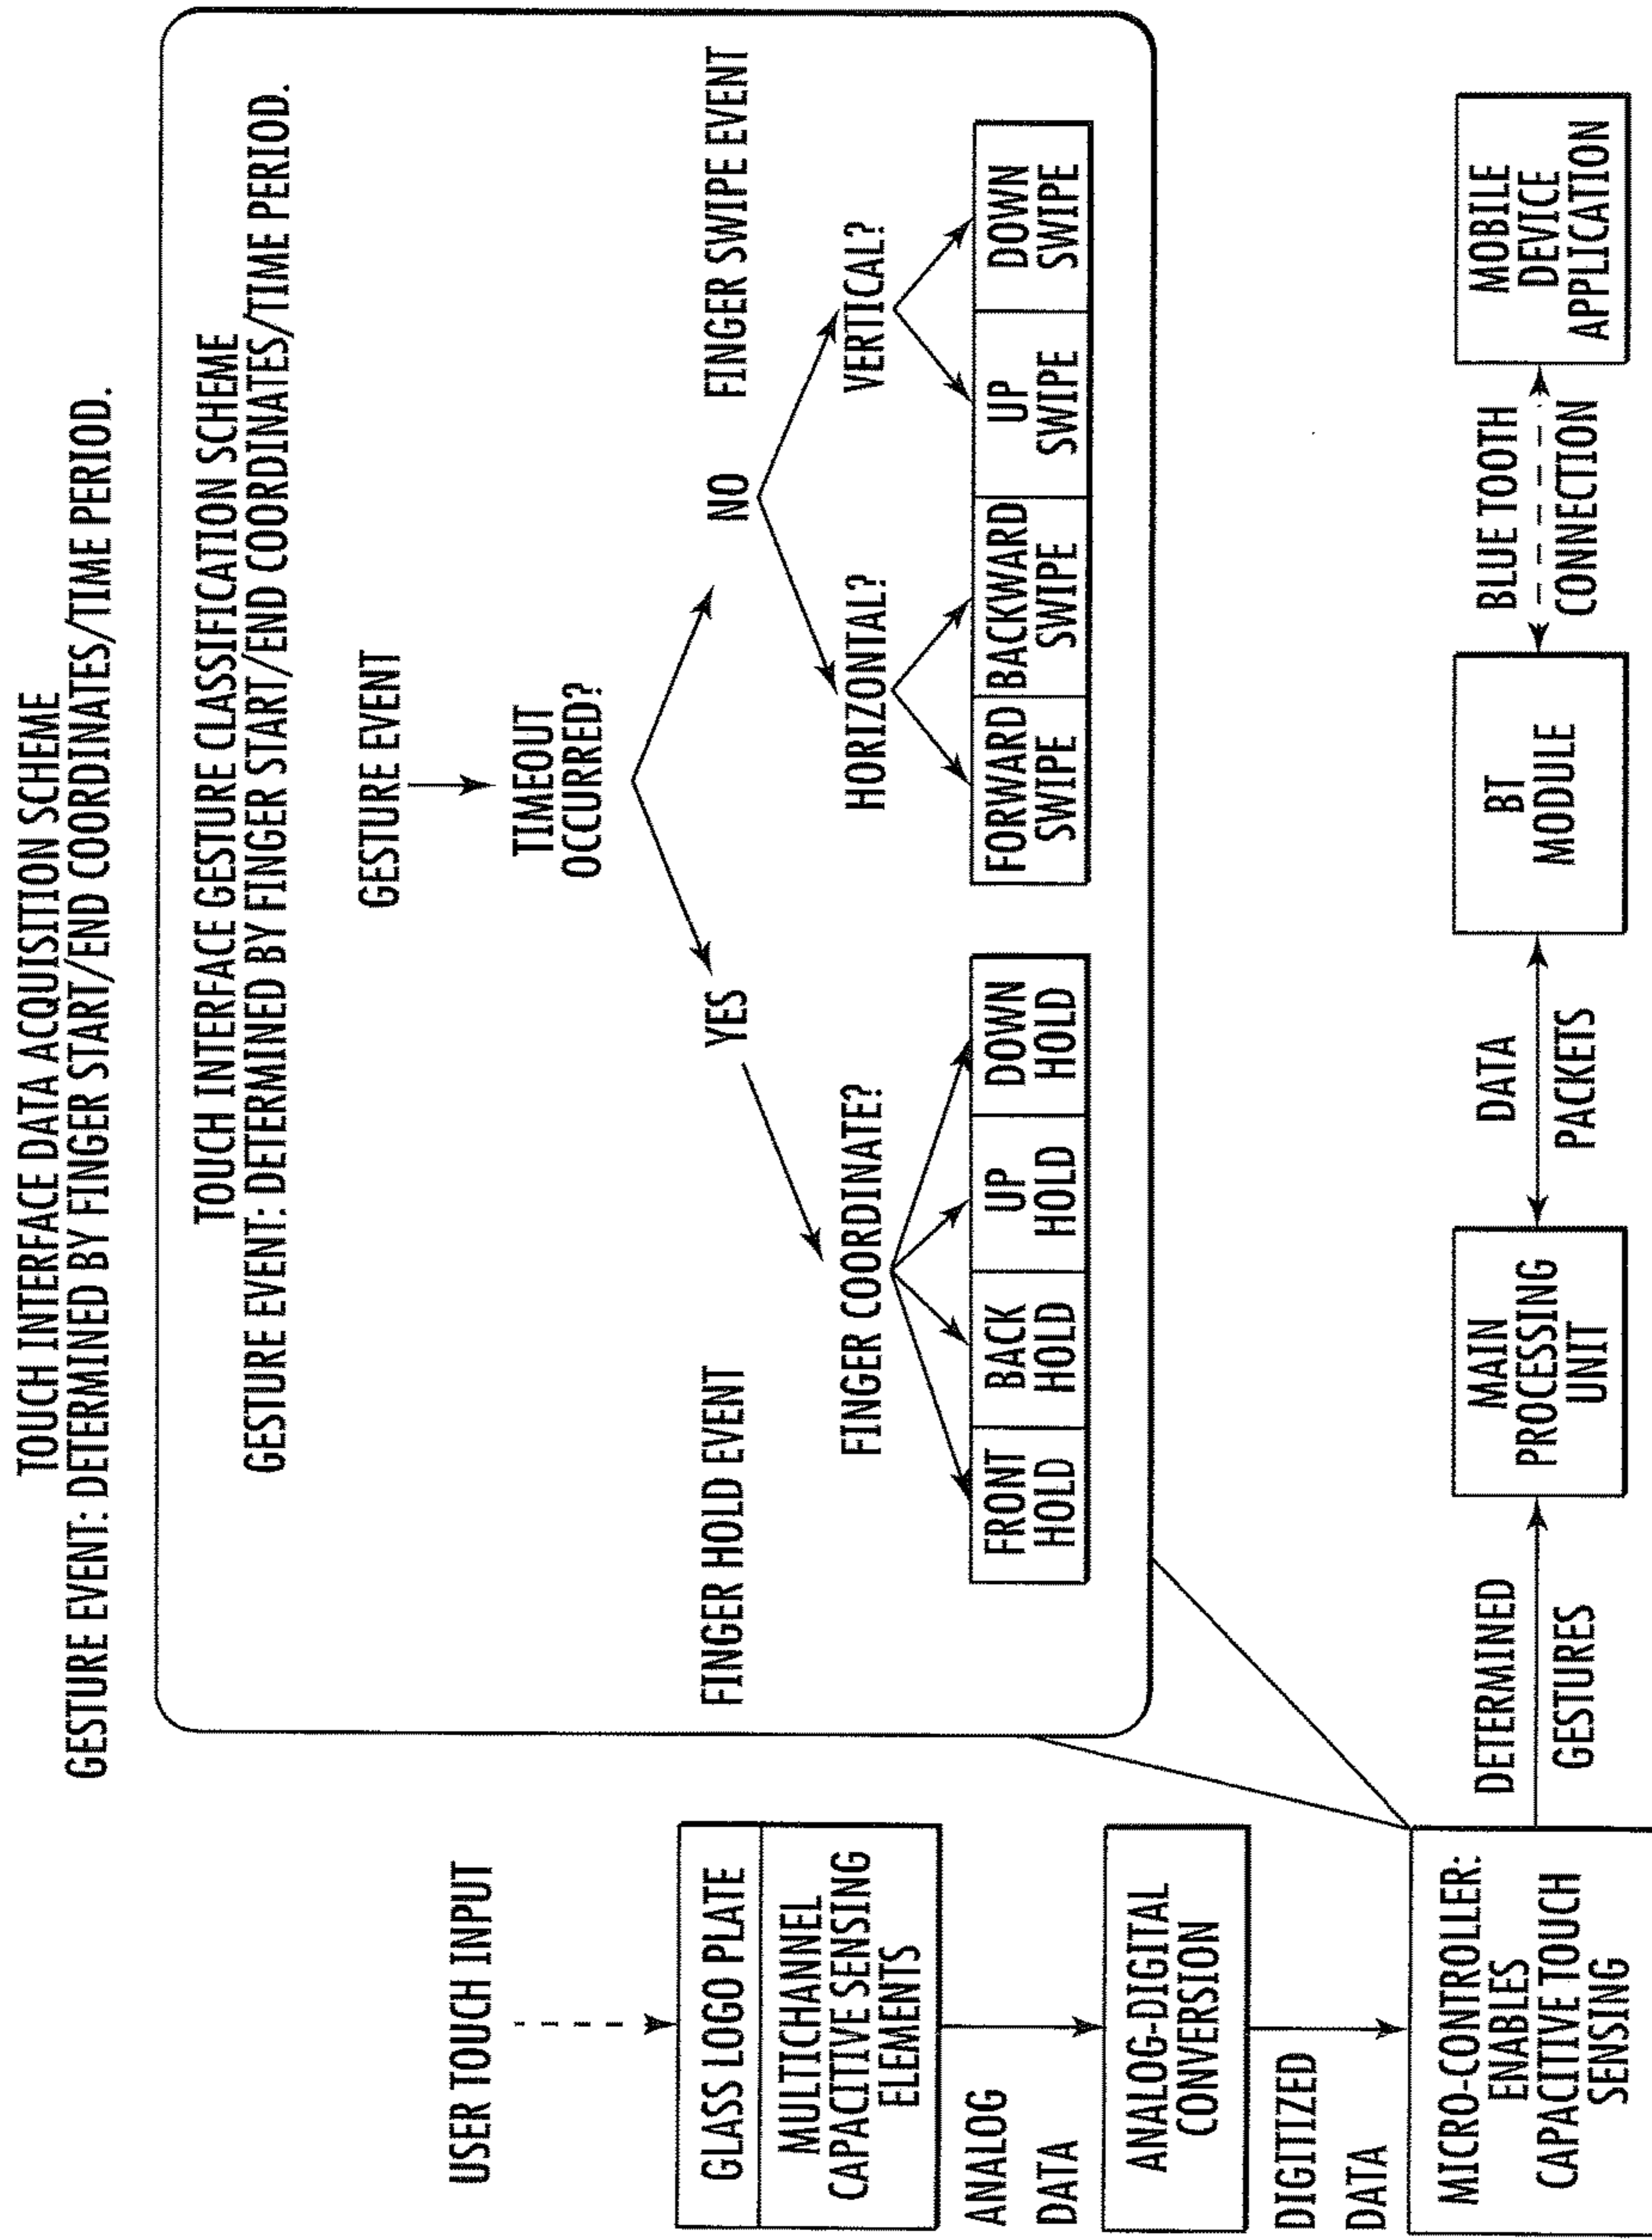 TOUCH INTERFACE DATA ACQUISITION SCHEME
GESTURE EVENT: DETERMINED BY FINGER START/END COORDINATES/TIME PERIOD.
TOUCH INTERFACE GESTURE CLASSIFICATION SCHEME
GESTURE EVENT: DETERMINED BY FINGER START/END COORDINATES/TIME PERIOD.
GESTURE EVENT
TIMEOUT
OCCURRED?
FINGER HOLD EVENT
YES
NO
FINGER SWIPE EVENT
FINGER COORDINATE?
HORIZONTAL?
VERTICAL?
FRONT
HOLD
BACK
HOLD
UP
HOLD
DOWN
HOLD
FORWARD
SWIPE
BACKWARD
SWIPE
UP
SWIPE
DOWN
SWIPE
USER TOUCH INPUT
GLASS LOGO PLATE
MULTICHANNEL
CAPACITIVE SENSING
ELEMENTS
ANALOG
DATA
ANALOG-DIGITAL
CONVERSION
DIGITIZED
DATA
MICRO-CONTROLLER:
ENABLES
CAPACITIVE TOUCH
SENSING
DETERMINED
GESTURES
MAIN
PROCESSING
UNIT
DATA
PACKETS
BT
MODULE
BLUE TOOTH
CONNECTION
MOBILE
DEVICE
APPLICATION